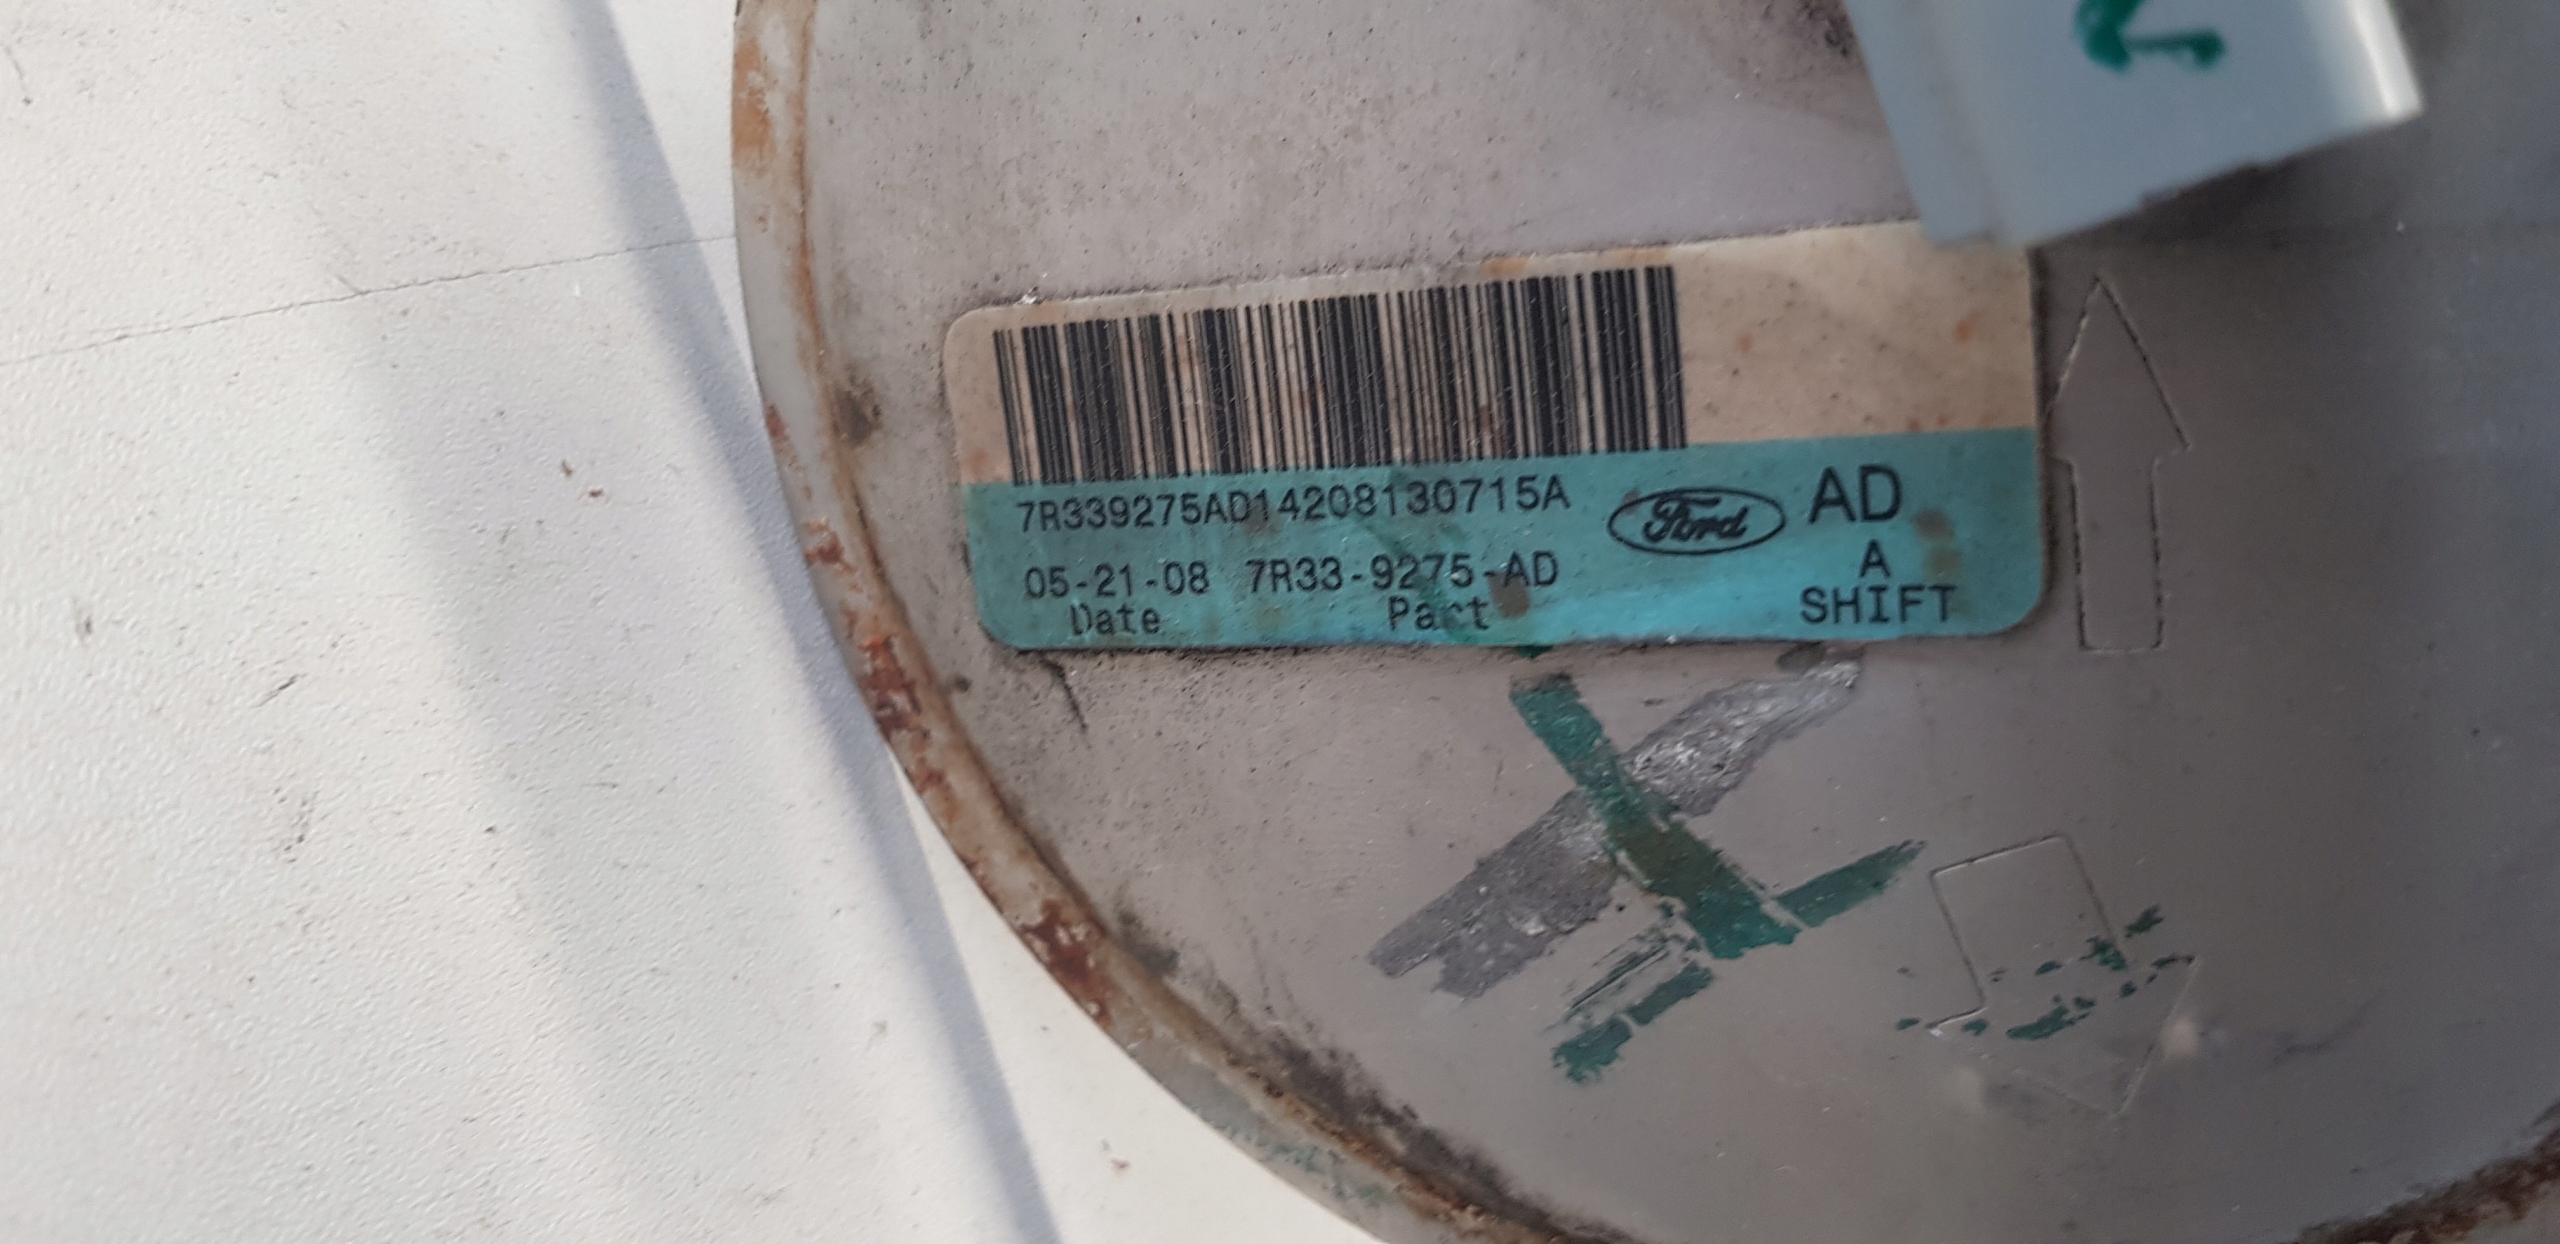 7R339275AD14208130715A
Ford
AD
05-21-08 7R33-9275-AD
A
Date Part
SHIFT